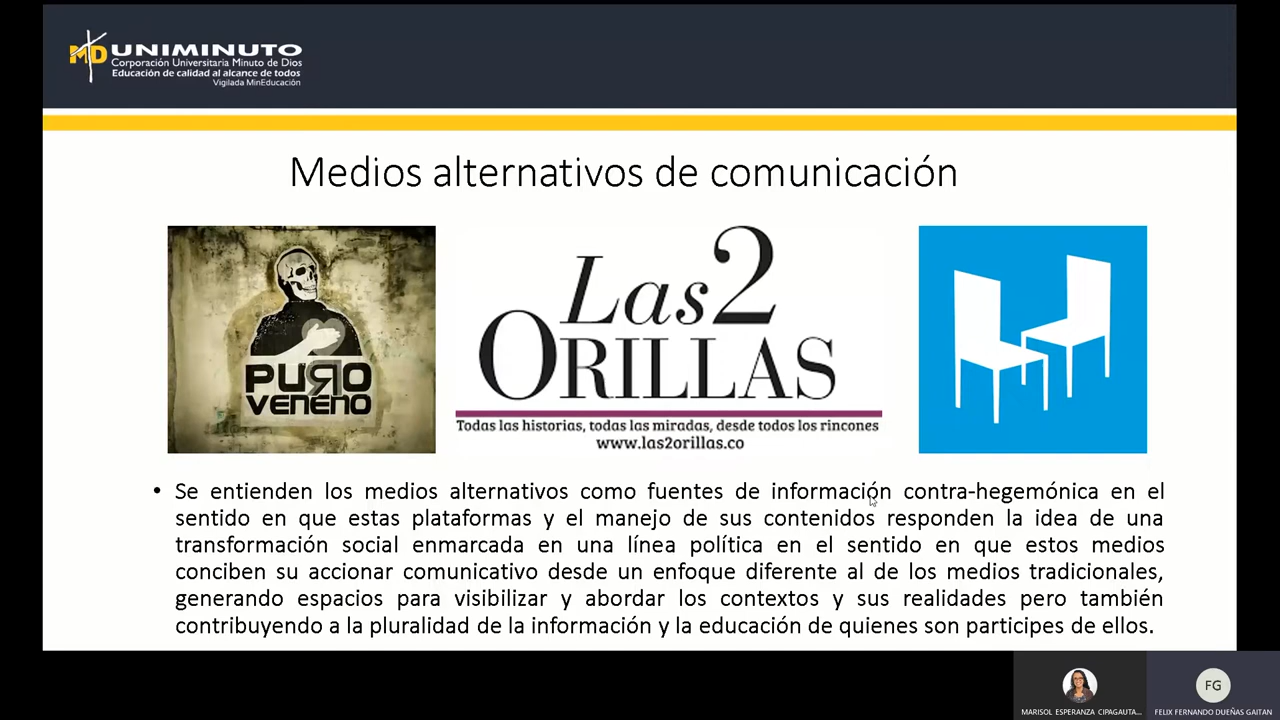 MD UNIMINUTO
Corporación Universitaria Minuto de Dios
Educación de calidad al alcance de todos
Vigilada MinEducación
Medios alternativos de comunicación
PURO
VENENO
Las 2
ORILLAS
Todas las historias, todas las miradas, desde todos los rincones
www.las2orillas.co
• Se entienden los medios alternativos como fuentes de información contra-hegemónica en el
sentido en que estas plataformas y el manejo de sus contenidos responden la idea de una
transformación social enmarcada en una línea política en el sentido en que estos medios
conciben su accionar comunicativo desde un enfoque diferente al de los medios tradicionales,
generando espacios para visibilizar y abordar los contextos y sus realidades pero también
contribuyendo a la pluralidad de la información y la educación de quienes son participes de ellos.
FG
MARISOL ESPERANZA CIPAGAUTA...
FELIX FERNANDO DUEÑAS GAITAN